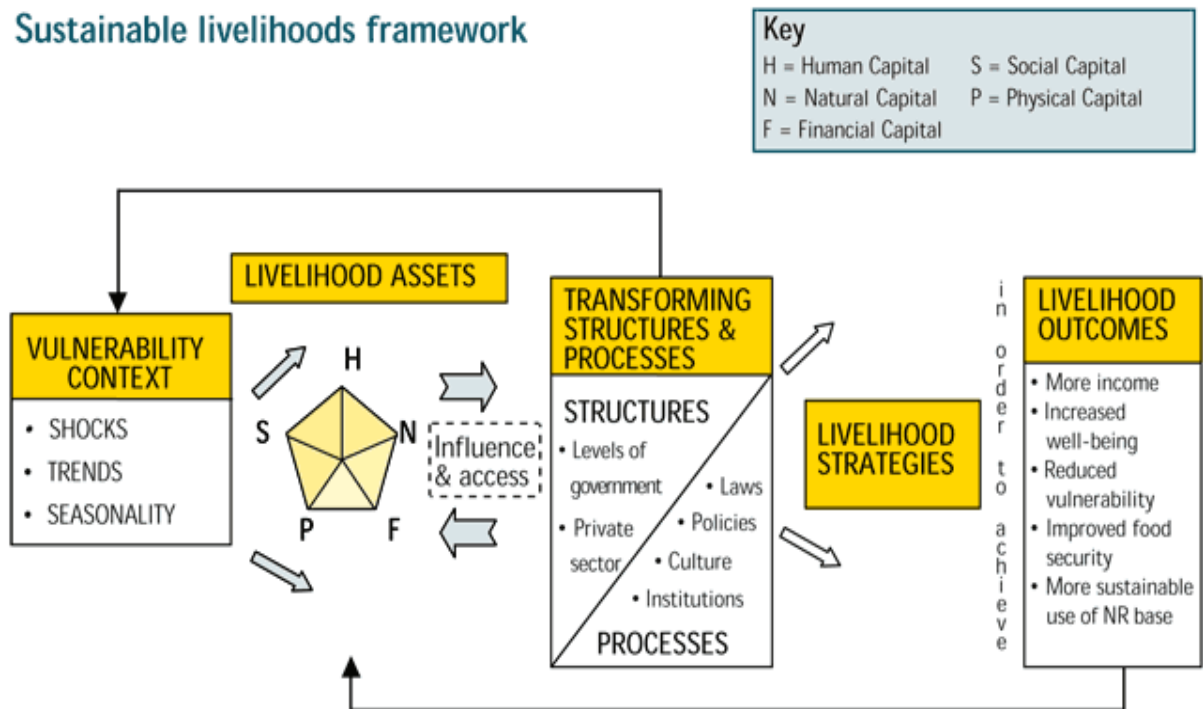 Sustainable livelihoods framework
Key
H = Human Capital S = Social Capital
N = Natural Capital P = Physical Capital
F = Financial Capital
LIVELIHOOD ASSETS
VULNERABILITY
CONTEXT
• SHOCKS
• TRENDS
• SEASONALITY
H
S
N
P
F
Influence
& access
TRANSFORMING
STRUCTURES &
PROCESSES
STRUCTURES
• Levels of
government
• Private
sector
• Laws
• Policies
• Culture
• Institutions
PROCESSES
LIVELIHOOD
STRATEGIES
in order to achieve
LIVELIHOOD
OUTCOMES
• More income
• Increased
well-being
• Reduced
vulnerability
• Improved food
security
• More sustainable
use of NR base